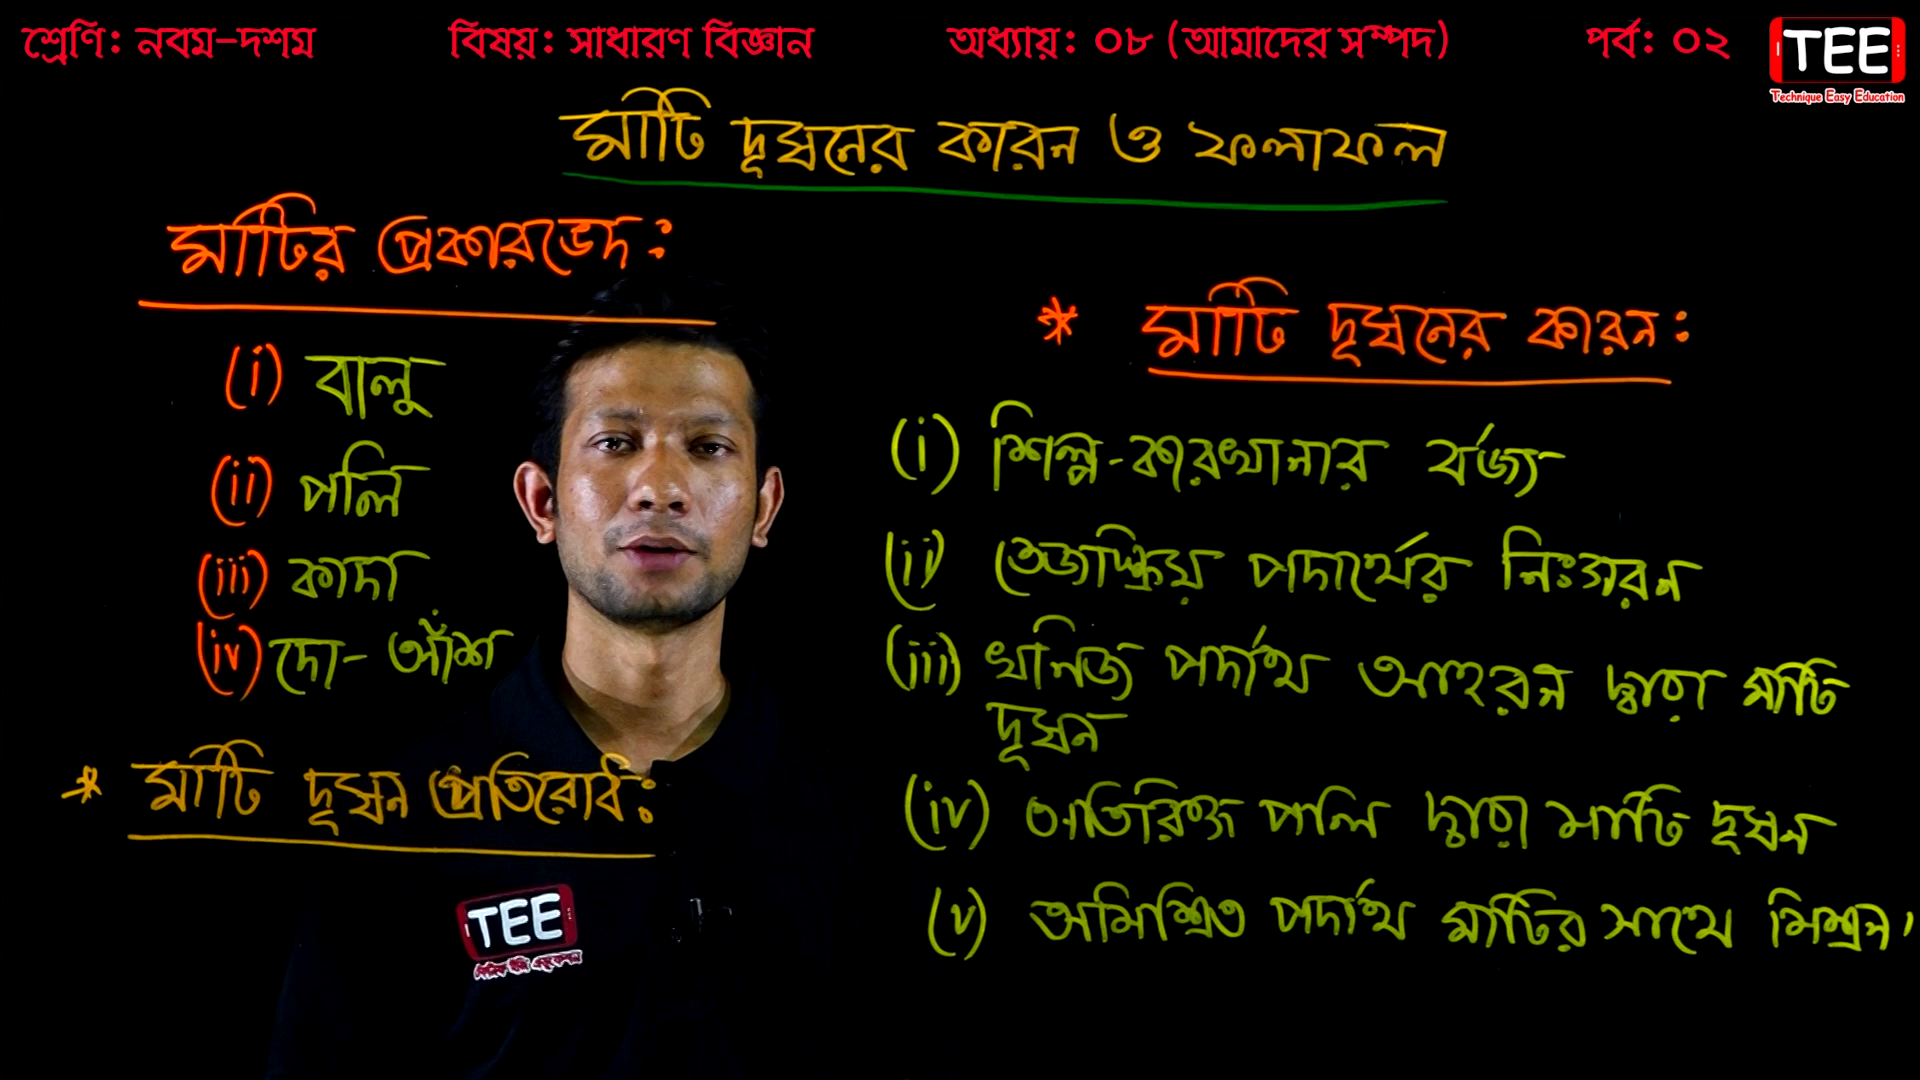 শ্রেণি: নবম-দশম
বিষয়: সাধারণ বিজ্ঞান
অধ্যায়: ০৮ (আমাদের সম্পদ)
পর্ব: ০২
TEE
Technique Easy Education
মাটি দূষনের কারন ও ফলাফল
মাটির প্রকারভেদ:
(i) বালু
(ii) পলি
(iii) কাদা
(iv) দো-আঁশ
* মাটি দূষন প্রতিরোধ:
* মাটি দূষনের কারন:
(i) শিল্প-কারখানার বর্জ্য
(ii) তেজস্ক্রিয় পদার্থের নিঃসরন
(iii) খনিজ পদার্থ আহরন দ্বারা মাটি
দূষন
(iv) অতিরিক্ত পলি দ্বারা মাটি দূষন
(v) অমিশ্রিত পদার্থ মাটির সাথে মিশ্রন।
TEE